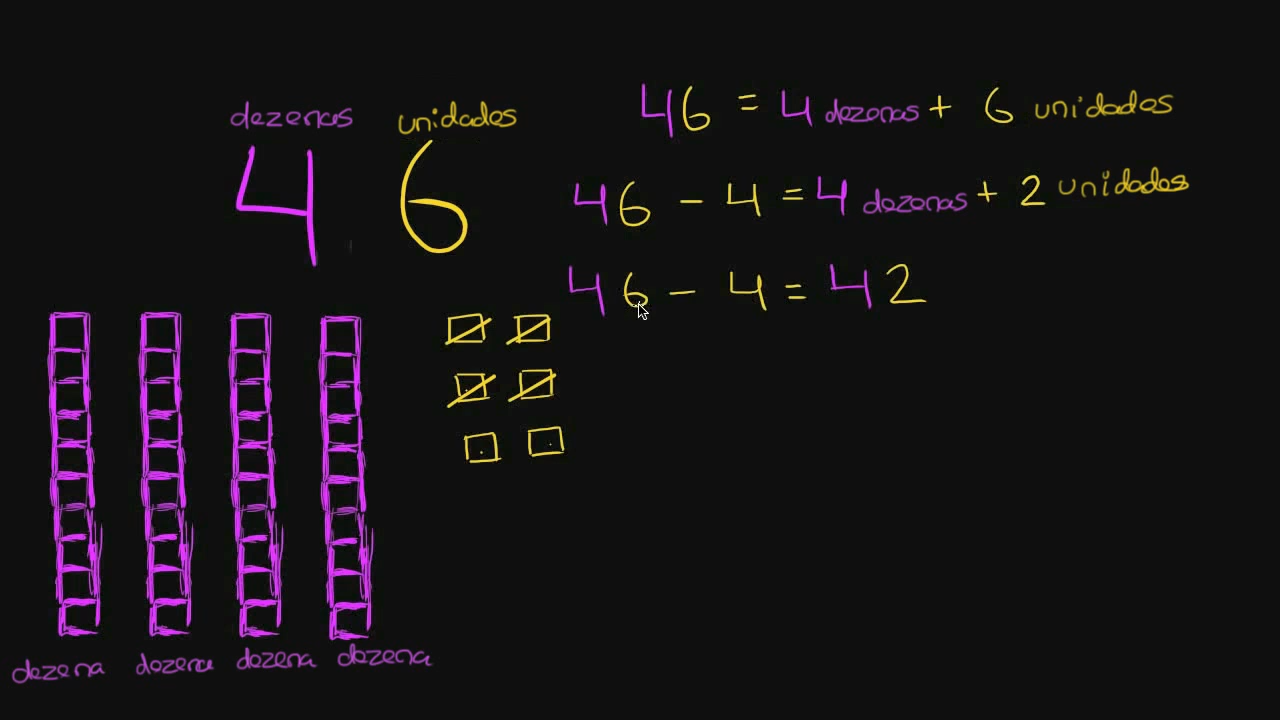 dezenas unidades
4 6
46 = 4 dezenas + 6 unidades
46 - 4 = 4 dezenas + 2 unidades
46 - 4 = 42
dezena dezena dezena dezena